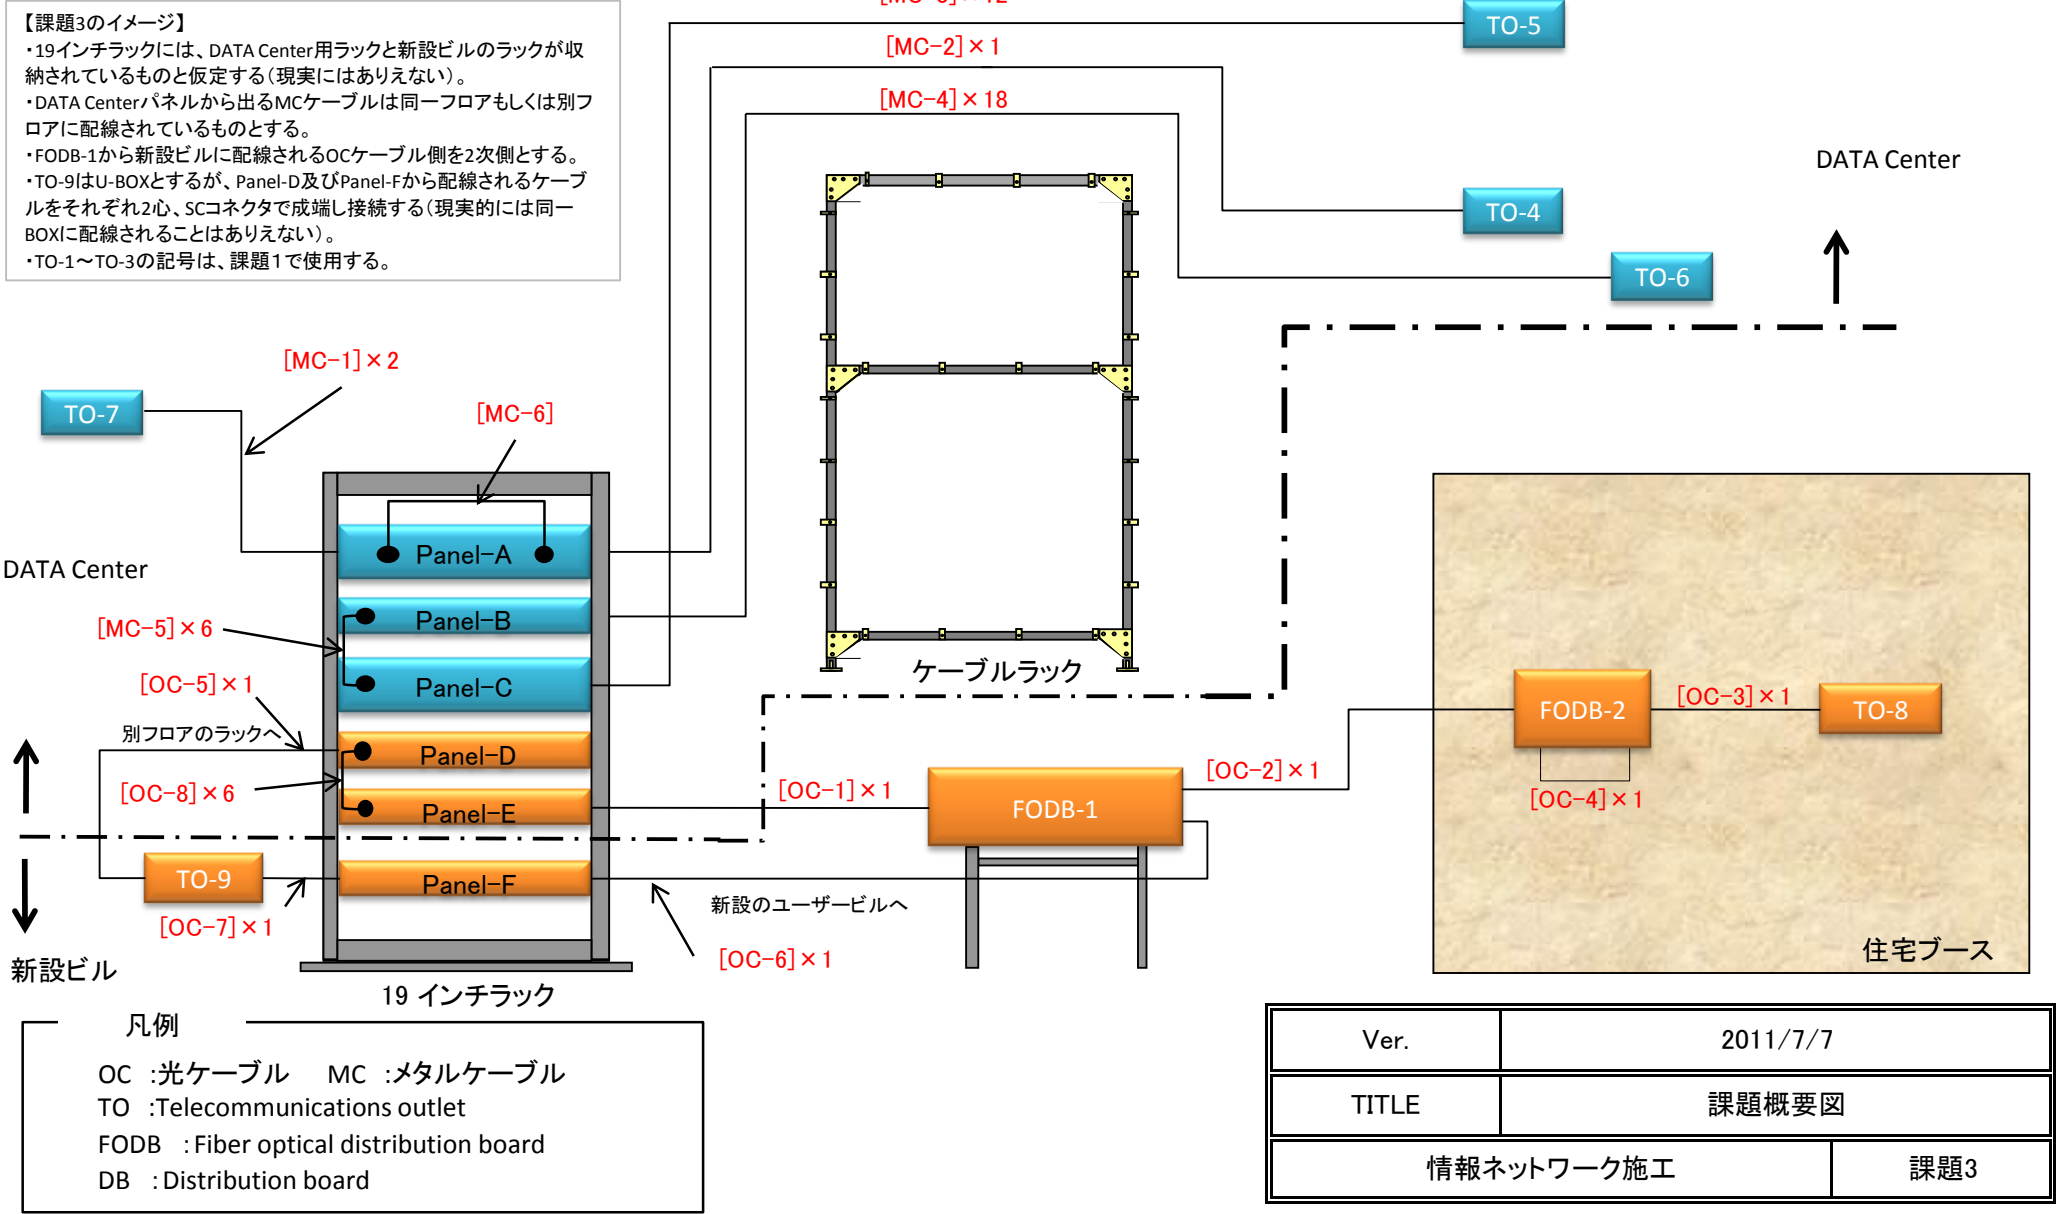 【課題3のイメージ】
・19インチラックには、DATA Center用ラックと新設ビルのラックが収
納されているものと仮定する(現実にはありえない)。
・DATA Centerパネルから出るMCケーブルは同一フロアもしくは別フ
ロアに配線されているものとする。
・FODB-1から新設ビルに配線されるOCケーブル側を2次側とする。
・TO-9はU-BOXとするが、Panel-D及びPanel-Fから配線されるケーブ
ルをそれぞれ2心、SCコネクタで成端し接続する(現実的には同一
BOXに配線されることはありえない)。
・TO-1～TO-3の記号は、課題1で使用する。
TO-5
[MC-2]×1
[MC-4]×18
DATA Center
TO-4
TO-6
[MC-1]×2
TO-7
[MC-6]
Panel-A
DATA Center
Panel-B
[MC-5]×6
ケーブルラック
Panel-C
[OC-5]×1
FODB-2
[OC-3]×1
TO-8
別フロアのラックへ
Panel-D
[OC-2]×1
[OC-8]×6
[OC-1]×1
[OC-4]×1
Panel-E
FODB-1
TO-9
Panel-F
新設のユーザービルへ
[OC-7]×1
[OC-6]×1
住宅ブース
新設ビル
19 インチラック
凡例
OC :光ケーブル MC :メタルケーブル
TO :Telecommunications outlet
FODB :Fiber optical distribution board
DB :Distribution board
Ver. 2011/7/7
TITLE 課題概要図
情報ネットワーク施工 課題3